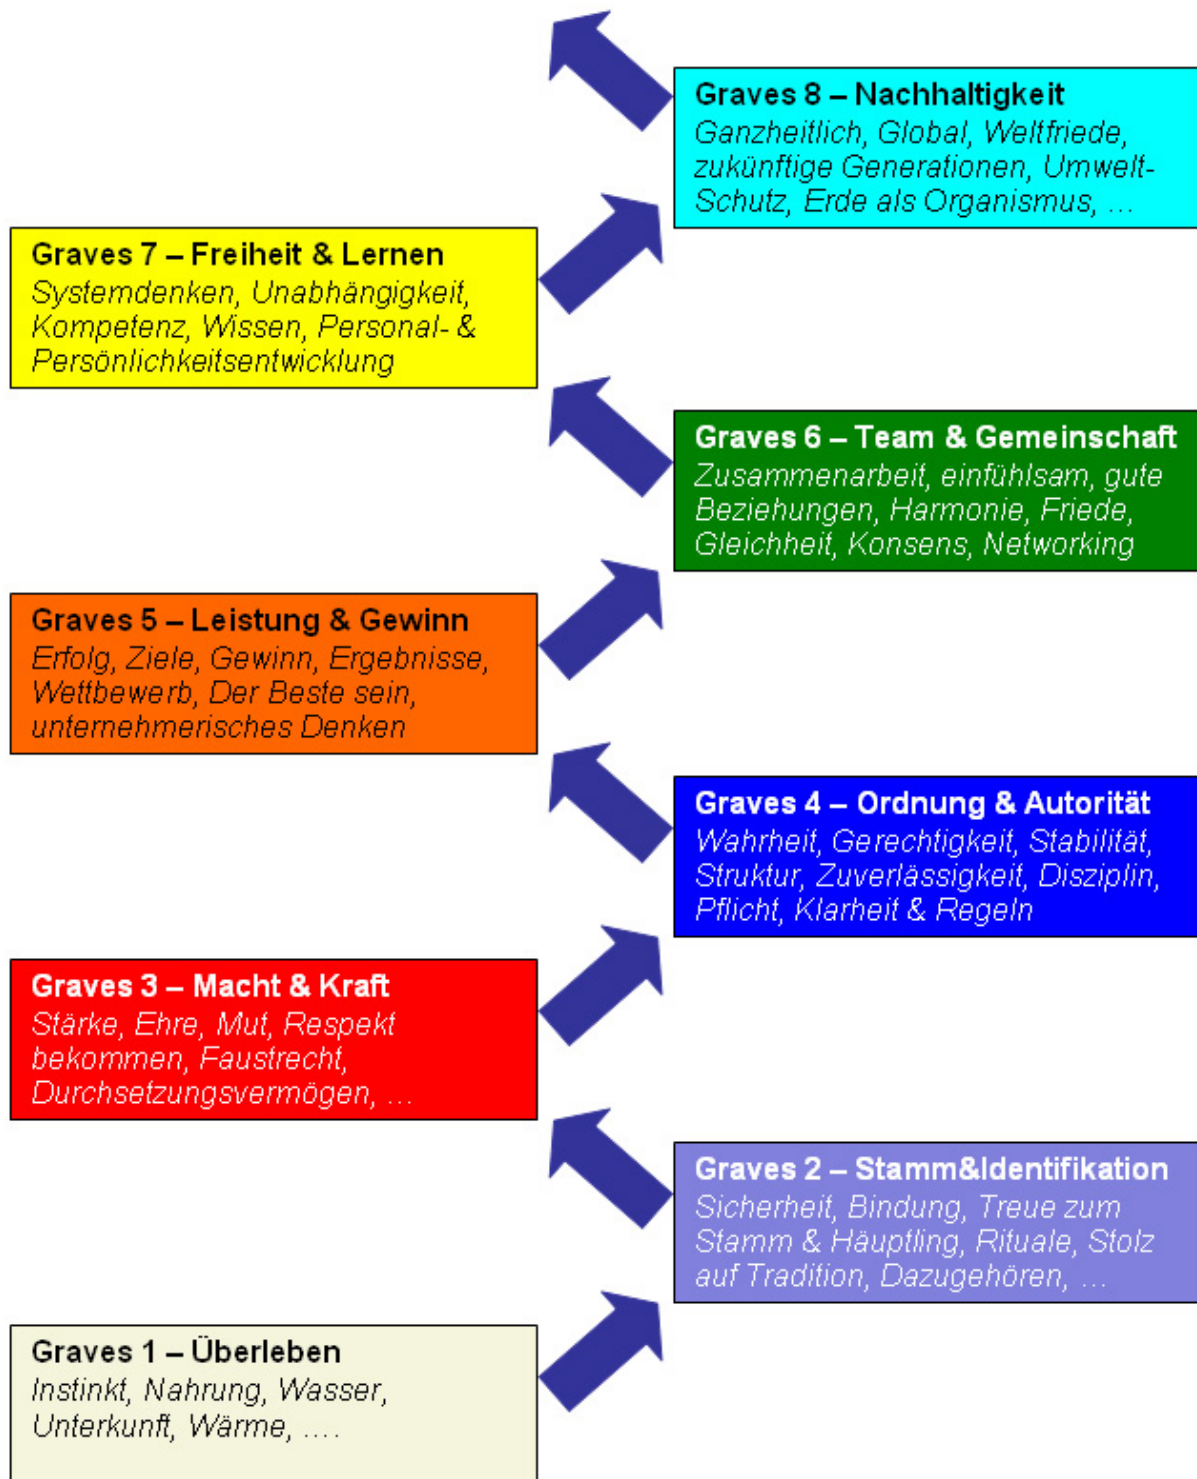 Graves 8 – Nachhaltigkeit
Ganzheitlich, Global, Weltfriede,
zukünftige Generationen, Umwelt-
Schutz, Erde als Organismus, ...
Graves 7 – Freiheit & Lernen
Systemdenken, Unabhängigkeit,
Kompetenz, Wissen, Personal- &
Persönlichkeitsentwicklung
Graves 6 – Team & Gemeinschaft
Zusammenarbeit, einfühlsam, gute
Beziehungen, Harmonie, Friede,
Gleichheit, Konsens, Networking
Graves 5 – Leistung & Gewinn
Erfolg, Ziele, Gewinn, Ergebnisse,
Wettbewerb, Der Beste sein,
unternehmerisches Denken
Graves 4 – Ordnung & Autorität
Wahrheit, Gerechtigkeit, Stabilität,
Struktur, Zuverlässigkeit, Disziplin,
Pflicht, Klarheit & Regeln
Graves 3 – Macht & Kraft
Stärke, Ehre, Mut, Respekt
bekommen, Faustrecht,
Durchsetzungsvermögen, ...
Graves 2 – Stamm&Identifikation
Sicherheit, Bindung, Treue zum
Stamm & Häuptling, Rituale, Stolz
auf Tradition, Dazugehören, ...
Graves 1 – Überleben
Instinkt, Nahrung, Wasser,
Unterkunft, Wärme, ....